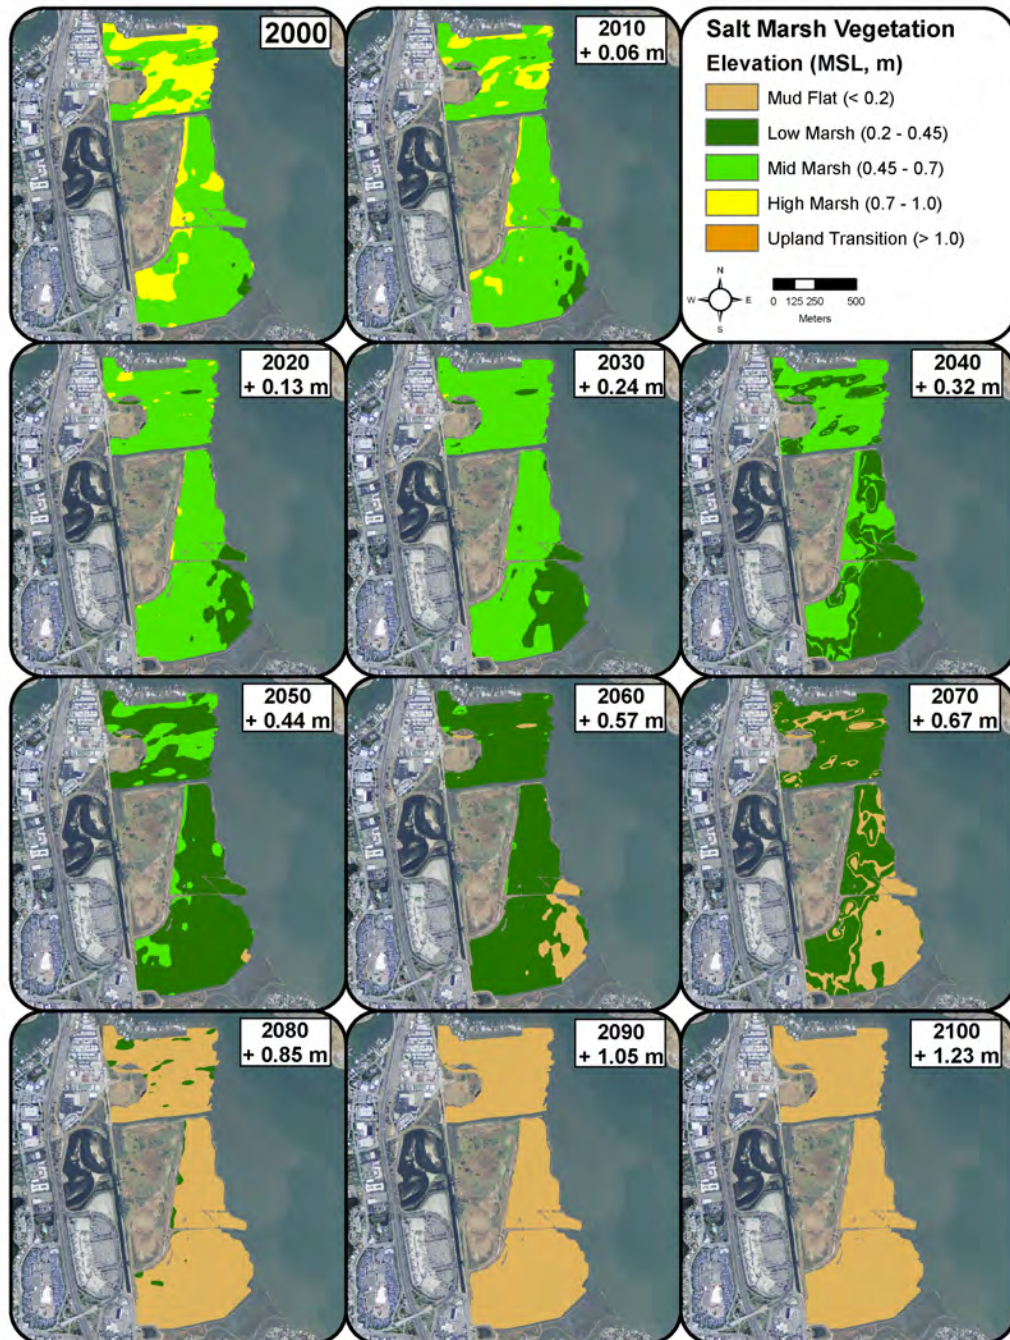 2000
2010
+ 0.06 m
Salt Marsh Vegetation
Elevation (MSL, m)
Mud Flat (< 0.2)
Low Marsh (0.2 - 0.45)
Mid Marsh (0.45 - 0.7)
High Marsh (0.7 - 1.0)
Upland Transition (> 1.0)
N
W E
S
0 125 250 500
Meters
2020
+ 0.13 m
2030
+ 0.24 m
2040
+ 0.32 m
2050
+ 0.44 m
2060
+ 0.57 m
2070
+ 0.67 m
2080
+ 0.85 m
2090
+ 1.05 m
2100
+ 1.23 m